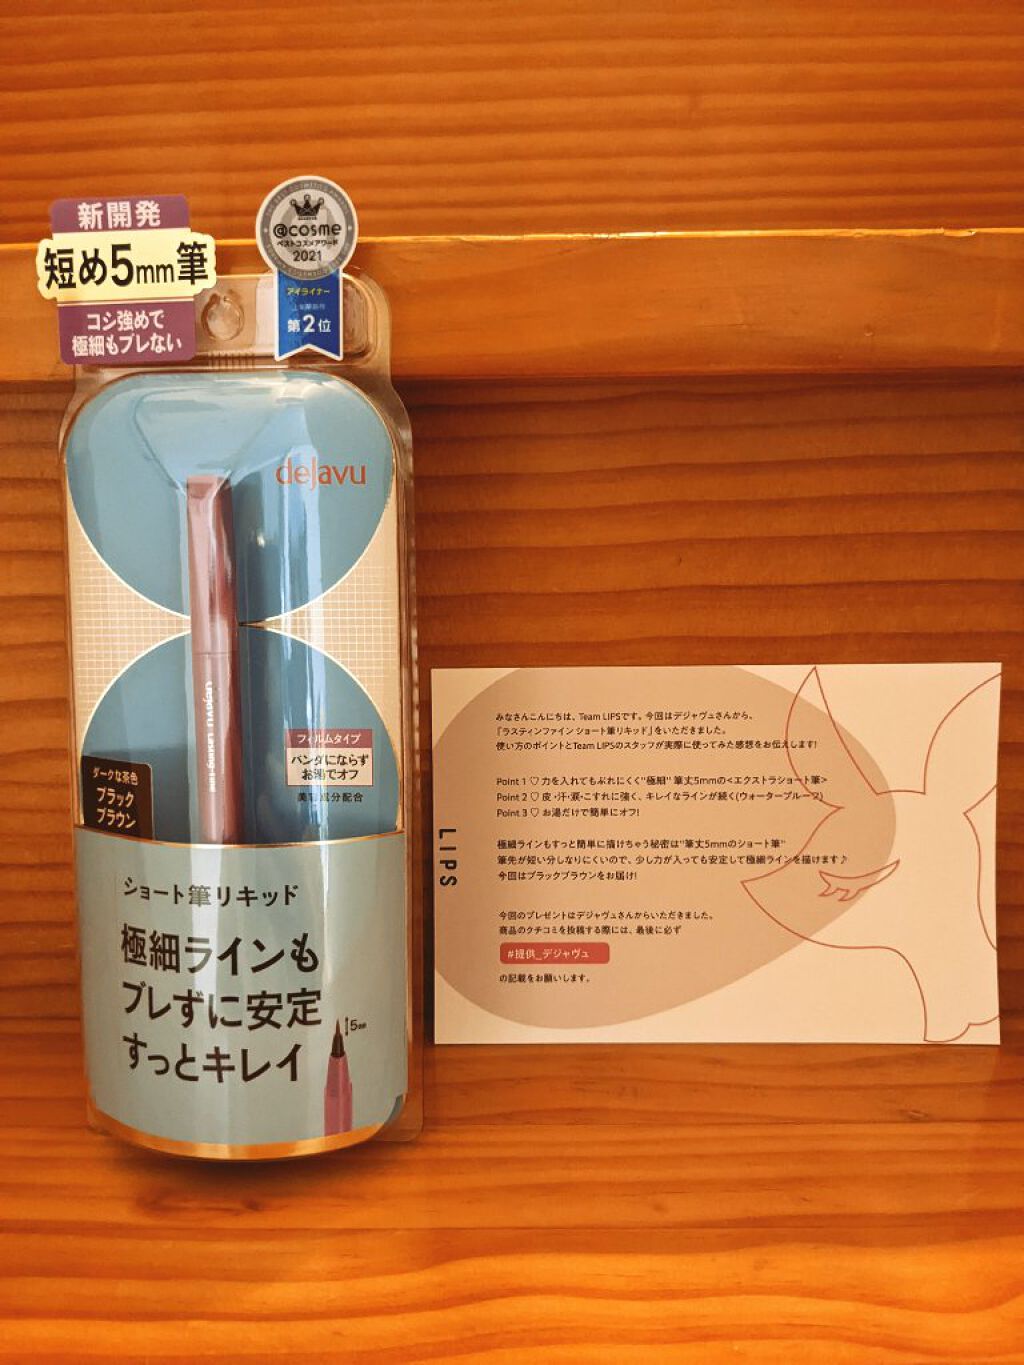 新開発
短め5mm筆
コシ強めで
極細もブレない
@cosme
ベストコスメアワード
2021
アイライナー
第2位
dejavu
dejavu Lasting-fine
フィルムタイプ
パンダにならず
お湯でオフ
美容成分配合
ダークな茶色
ブラック
ブラウン
ショート筆リキッド
極細ラインも
ブレずに安定
すっとキレイ
5mm
LIPS
みなさんこんにちは、Team LIPSです。今回はデジャヴュさんから、
「ラスティンファイン ショート筆リキッド」をいただきました。
使い方のポイントとTeam LIPSのスタッフが実際に使ってみた感想をお伝えします!
Point 1 ♡ 力を入れてもぶれにくく"極細" 筆丈5mmの<エクストラショート筆>
Point 2 ♡ 皮・汗・涙・こすれに強く、キレイなラインが続く(ウォータープルーフ)
Point 3 ♡ お湯だけで簡単にオフ!
極細ラインもすっと簡単に描けちゃう秘密は"筆丈5mmのショート筆"
筆先が短い分しなりにくいので、少し力が入っても安定して極細ラインを描けます♪
今回はブラックブラウンをお届け!
今回のプレゼントはデジャヴュさんからいただきました。
商品のクチコミを投稿する際には、最後に必ず
#提供_デジャヴュ
の記載をお願いします。